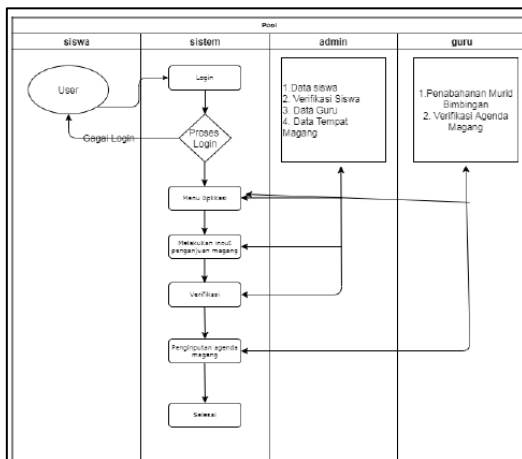 Pool
siswa
sistem
admin
guru
User
Login
Gagal Login
Proses
Login
Menu Aplikasi
Melakukan input
penganjuan magang
Verifikasi
Penginputan agenda
magang
Selesai
1.Data siswa
2. Verifikasi Siswa
3. Data Guru
4. Data Tempat
Magang
1.Penabahanan Murid
Bimbingan
2. Verifikasi Agenda
Magang